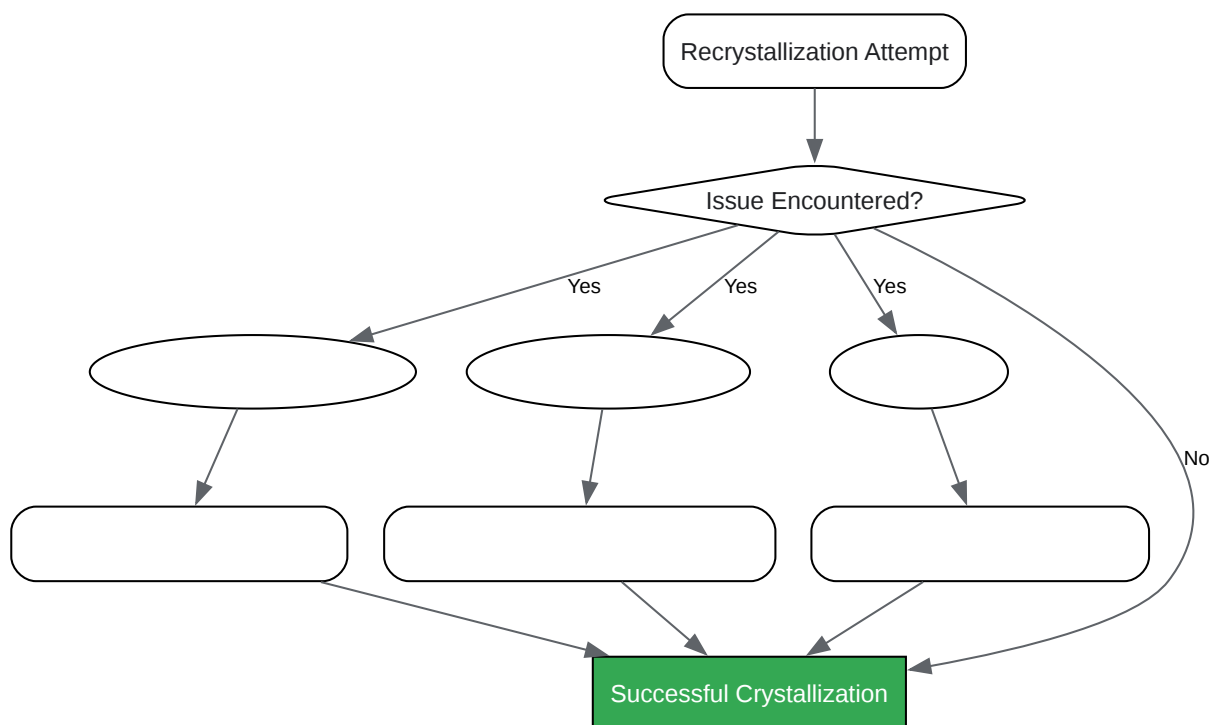 Recrystallization Attempt
Issue Encountered?
Yes
Yes
Yes
No
Successful Crystallization